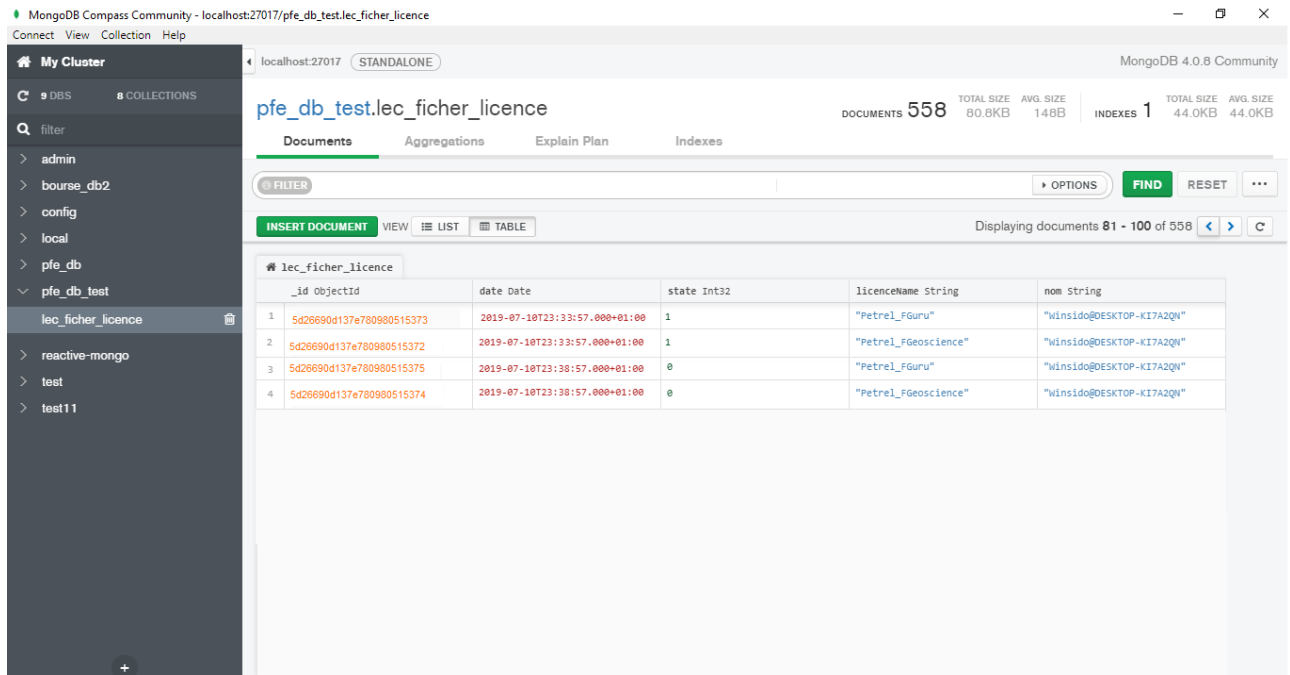 MongoDB Compass Community - localhost:27017/pfe_db_test.lec_ficher_licence
Connect View Collection Help
My Cluster
localhost:27017 STANDALONE MongoDB 4.0.8 Community
9 DBS 8 COLLECTIONS
pfe_db_test.lec_ficher_licence
DOCUMENTS 558 TOTAL SIZE 80.8KB AVG. SIZE 148B INDEXES 1 TOTAL SIZE 44.0KB AVG. SIZE 44.0KB
filter
Documents Aggregations Explain Plan Indexes
admin
bourse_db2
config
local
pfe_db
pfe_db_test
lec_ficher_licence
reactive-mongo
test
test11
FILTER OPTIONS FIND RESET ...
INSERT DOCUMENT VIEW LIST TABLE Displaying documents 81 - 100 of 558
lec_ficher_licence
_id ObjectId date Date state Int32 licenceName String nom String
1 5d26690d137e780980515373 2019-07-10T23:33:57.000+01:00 1 "Petrel_FGuru" "Winsido@DESKTOP-KI7A2QN"
2 5d26690d137e780980515372 2019-07-10T23:33:57.000+01:00 1 "Petrel_FGeoscience" "Winsido@DESKTOP-KI7A2QN"
3 5d26690d137e780980515375 2019-07-10T23:38:57.000+01:00 0 "Petrel_FGuru" "Winsido@DESKTOP-KI7A2QN"
4 5d26690d137e780980515374 2019-07-10T23:38:57.000+01:00 0 "Petrel_FGeoscience" "Winsido@DESKTOP-KI7A2QN"
+